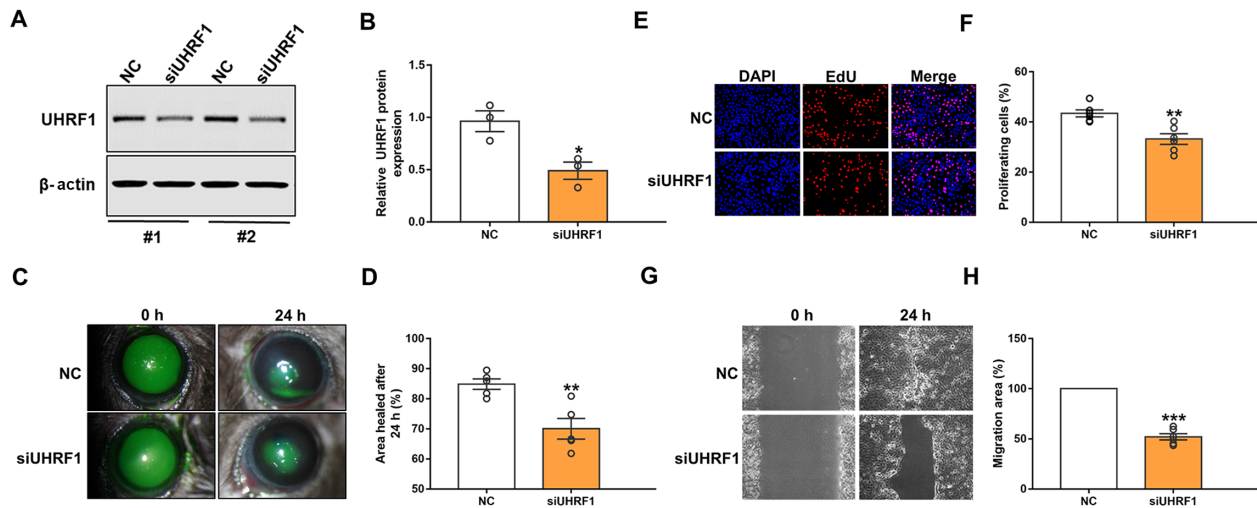 A
NC
siUHRF1
NC
siUHRF1
UHRF1
β-actin
#1
#2
B
Relative UHRF1 protein
expression
1.5
1.0
0.5
0.0
*
NC
siUHRF1
C
0 h
24 h
NC
siUHRF1
D
Area healed after
24 h (%)
100
90
80
70
60
50
**
NC
siUHRF1
E
DAPI
EdU
Merge
NC
siUHRF1
F
Proliferating cells (%)
60
40
20
0
**
NC
siUHRF1
G
0 h
24 h
NC
siUHRF1
H
Migration area (%)
150
100
50
0
***
NC
siUHRF1